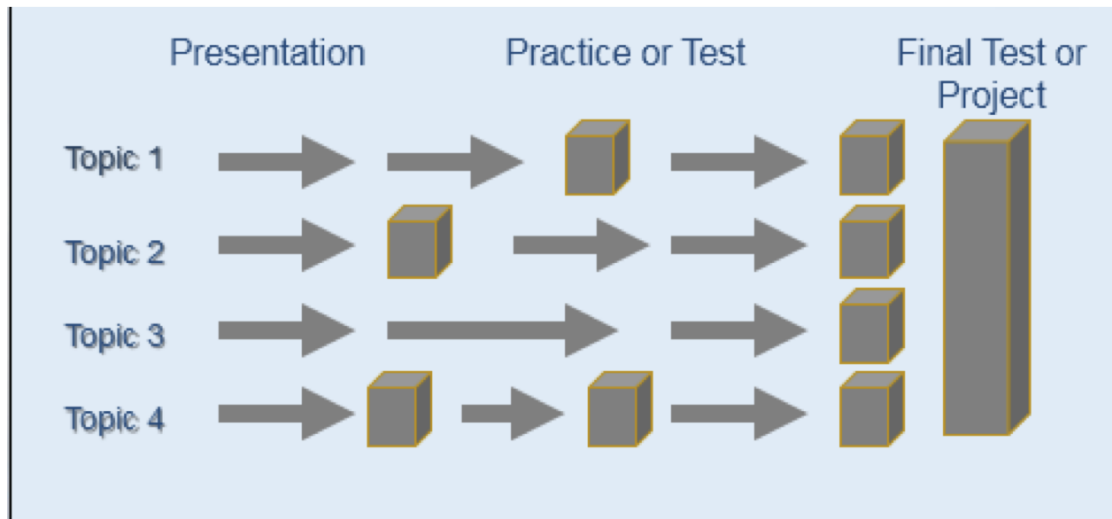 Presentation
Practice or Test
Final Test or
Project
Topic 1
Topic 2
Topic 3
Topic 4